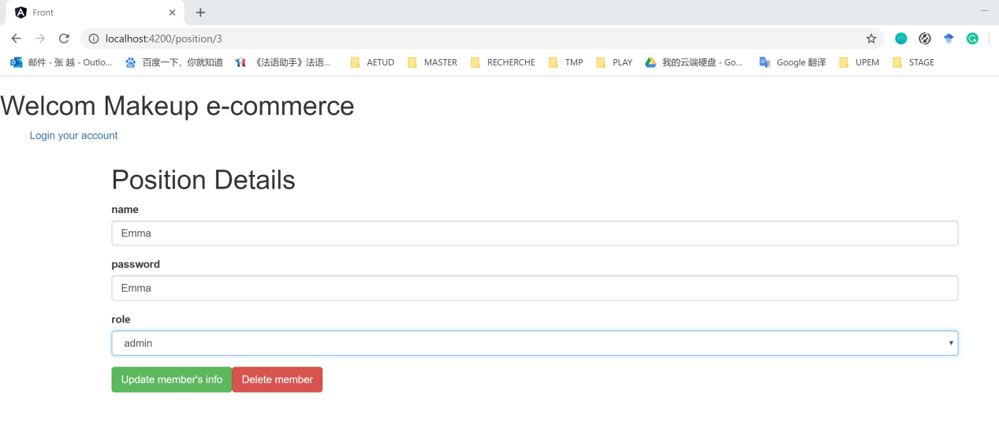 Front
localhost:4200/position/3
邮件 - 张 越 - Outlo... 百度一下，你就知道 《法语助手》法语... AETUD MASTER RECHERCHE TMP PLAY 我的云端硬盘 - Go... Google 翻译 UPEM STAGE
Welcom Makeup e-commerce
Login your account
Position Details
name
Emma
password
Emma
role
admin
Update member's info Delete member